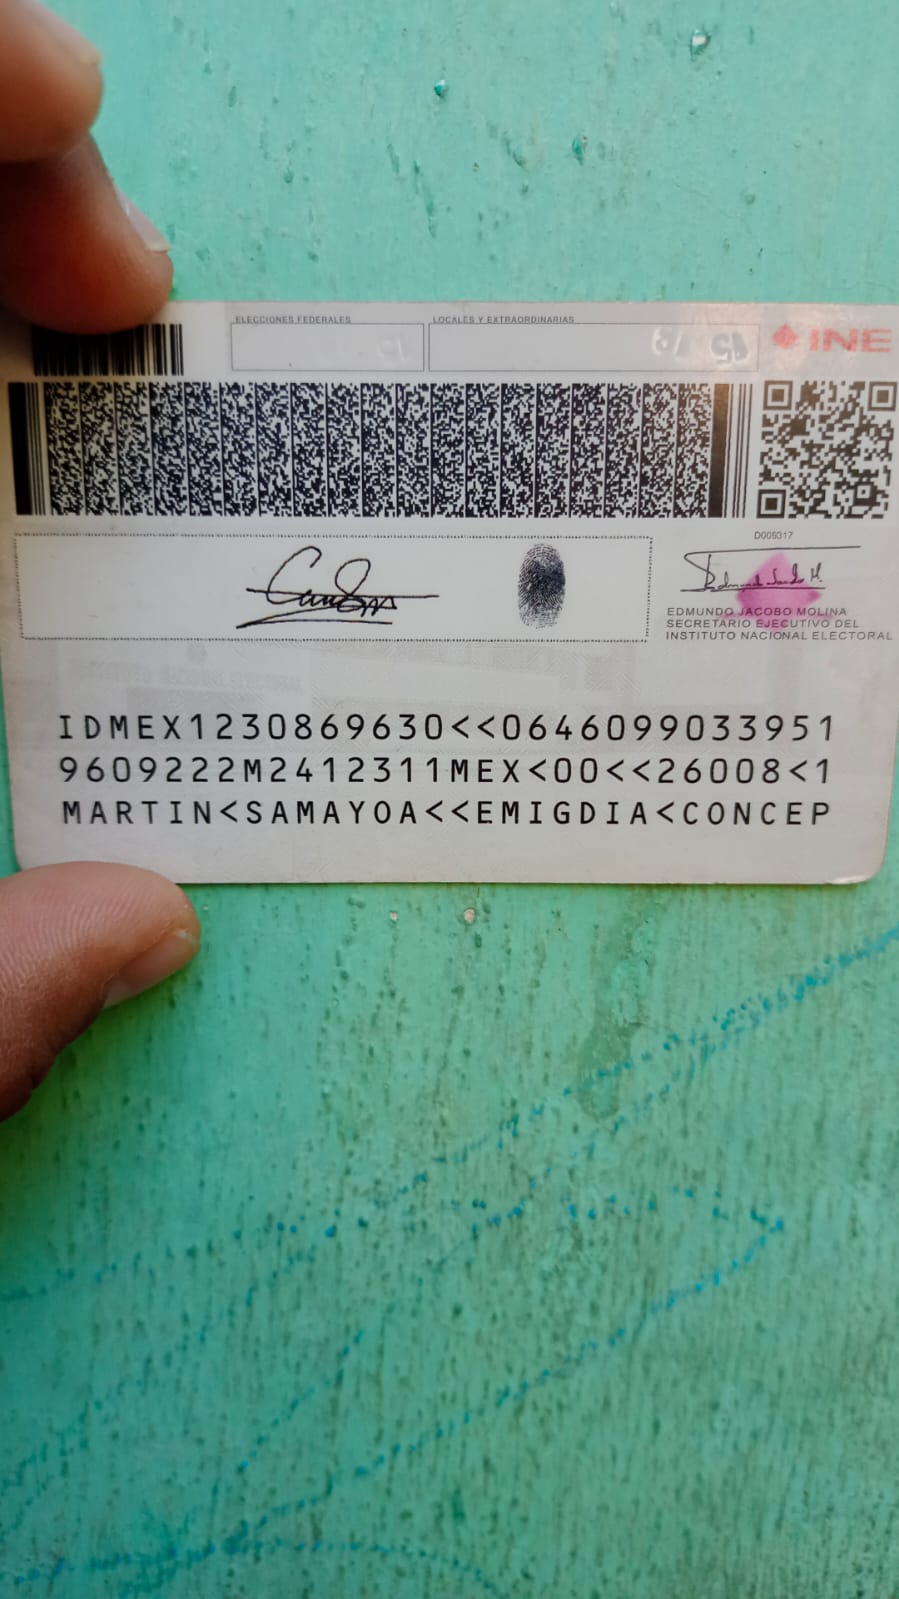 ELECCIONES FEDERALES
LOCALES Y EXTRAORDINARIAS
INE
D005317
EDMUNDO JACOBO MOLINA
SECRETARIO EJECUTIVO DEL
INSTITUTO NACIONAL ELECTORAL
IDMEX1230869630<<0646099033951
9609222M2412311MEX<00<<26008<1
MARTIN<SAMAYOA<<EMIGDIA<CONCEP